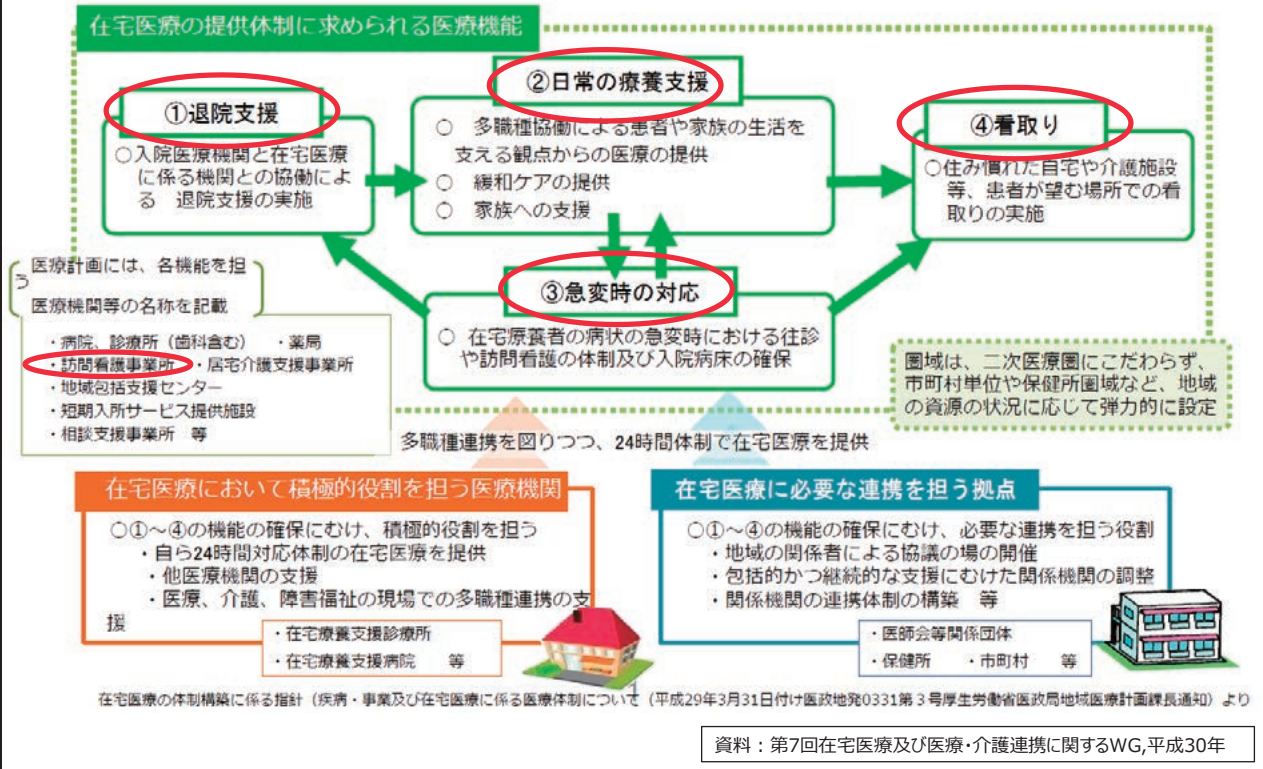 在宅医療の提供体制に求められる医療機能
①退院支援
○入院医療機関と在宅医療
に係る機関との協働によ
る 退院支援の実施
②日常の療養支援
○ 多職種協働による患者や家族の生活を
支える観点からの医療の提供
○ 緩和ケアの提供
○ 家族への支援
④看取り
○住み慣れた自宅や介護施設
等、患者が望む場所での看
取りの実施
③急変時の対応
○ 在宅療養者の病状の急変時における往診
や訪問看護の体制及び入院病床の確保
医療計画には、各機能を担
う
医療機関等の名称を記載
・病院、診療所（歯科含む） ・薬局
・訪問看護事業所 ・居宅介護支援事業所
・地域包括支援センター
・短期入所サービス提供施設
・相談支援事業所 等
圏域は、二次医療圏にこだわらず、
市町村単位や保健所圏域など、地域
の資源の状況に応じて弾力的に設定
多職種連携を図りつつ、24時間体制で在宅医療を提供
在宅医療において積極的役割を担う医療機関
○①～④の機能の確保にむけ、積極的役割を担う
・自ら24時間対応体制の在宅医療を提供
・他医療機関の支援
・医療、介護、障害福祉の現場での多職種連携の支
援
・在宅療養支援診療所
・在宅療養支援病院 等
在宅医療に必要な連携を担う拠点
○①～④の機能の確保にむけ、必要な連携を担う役割
・地域の関係者による協議の場の開催
・包括的かつ継続的な支援にむけた関係機関の調整
・関係機関の連携体制の構築 等
・医師会等関係団体
・保健所 ・市町村 等
1
在宅医療の体制構築に係る指針（疾病・事業及び在宅医療に係る医療体制について（平成29年3月31日付け医政地発0331第３号厚生労働省医政局地域医療計画課長通知）より
資料：第7回在宅医療及び医療・介護連携に関するWG,平成30年